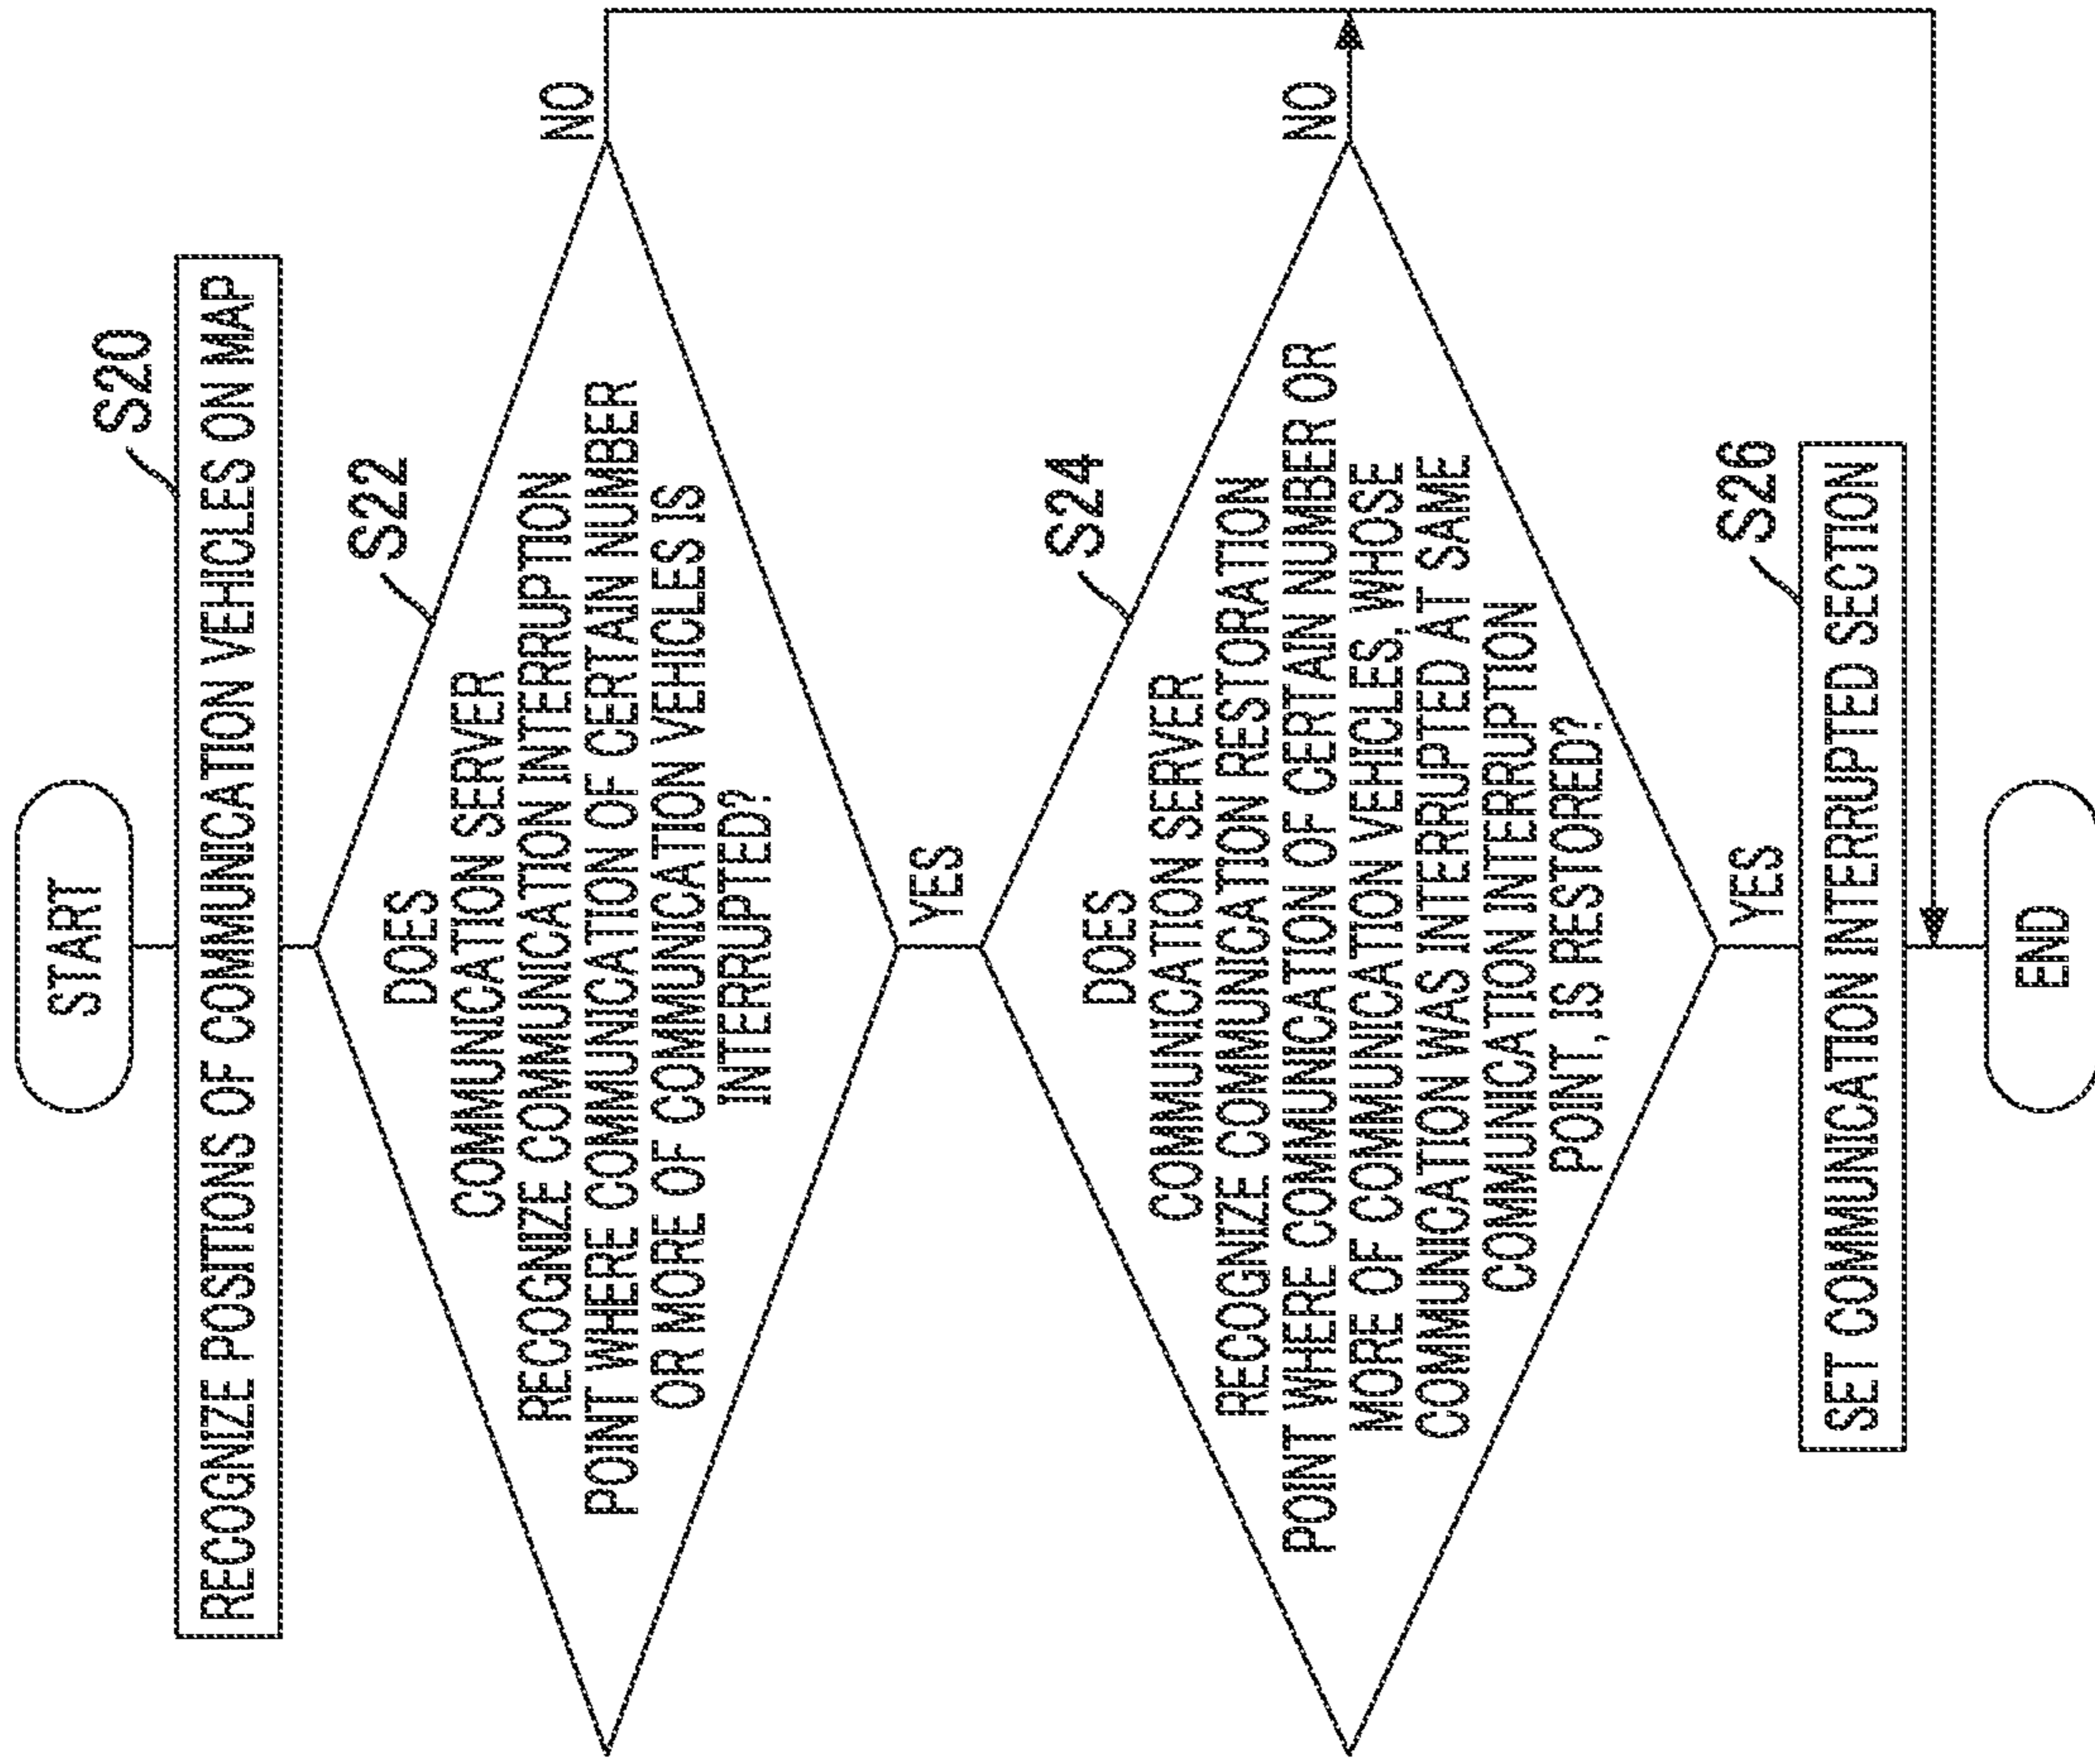 START
S20
RECOGNIZE POSITIONS OF COMMUNICATION VEHICLES ON MAP
S22
DOES
COMMUNICATION SERVER
RECOGNIZE COMMUNICATION INTERRUPTION
POINT WHERE COMMUNICATION OF CERTAIN NUMBER
OR MORE OF COMMUNICATION VEHICLES IS
INTERRUPTED?
NO
YES
S24
DOES
COMMUNICATION SERVER
RECOGNIZE COMMUNICATION RESTORATION
POINT WHERE COMMUNICATION OF CERTAIN NUMBER OR
MORE OF COMMUNICATION VEHICLES, WHOSE
COMMUNICATION WAS INTERRUPTED AT SAME
COMMUNICATION INTERRUPTION
POINT, IS RESTORED?
NO
YES
S26
SET COMMUNICATION INTERRUPTED SECTION
END